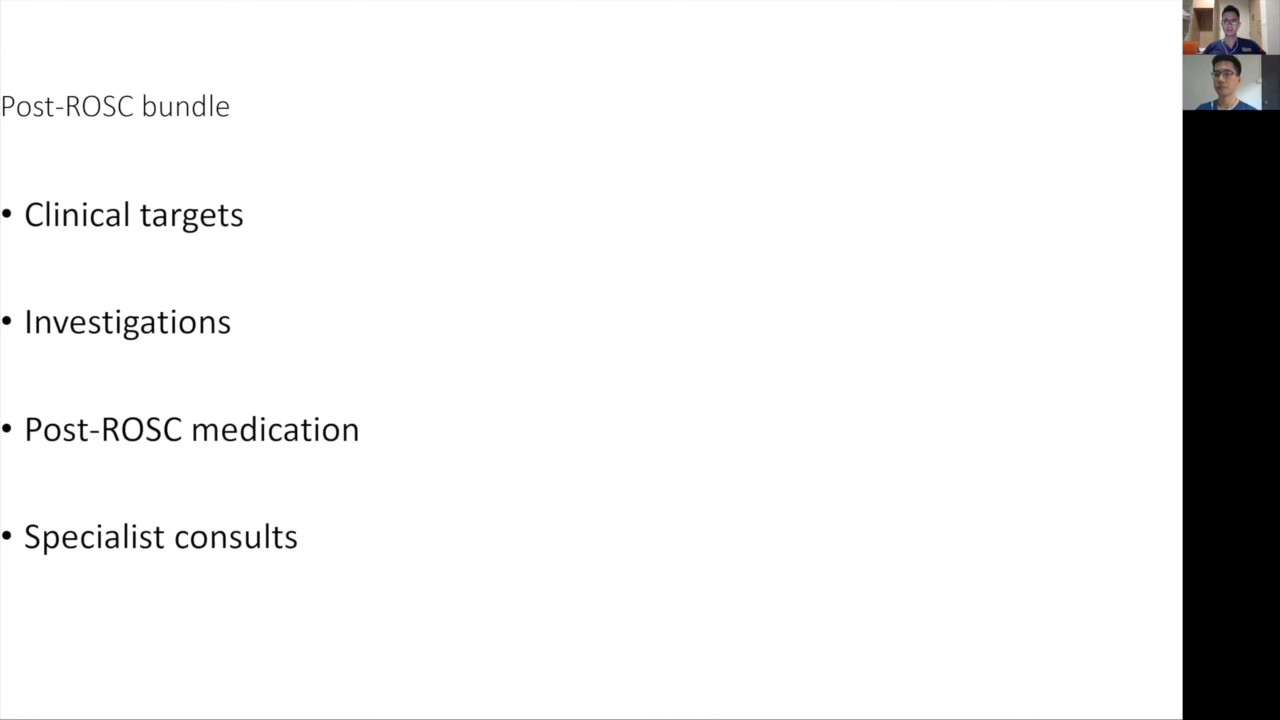 Post-ROSC bundle
• Clinical targets
• Investigations
• Post-ROSC medication
• Specialist consults